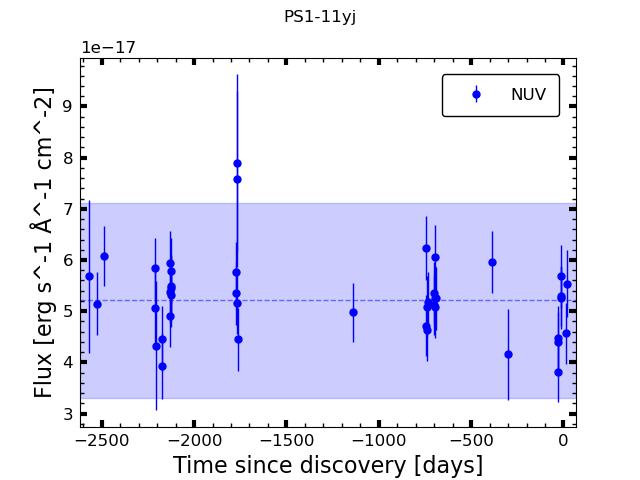 PS1-11yj
1e−17
NUV
9
8
7
6
5
4
3
Flux [erg s^-1 Å^-1 cm^-2]
−2500 −2000 −1500 −1000 −500 0
Time since discovery [days]